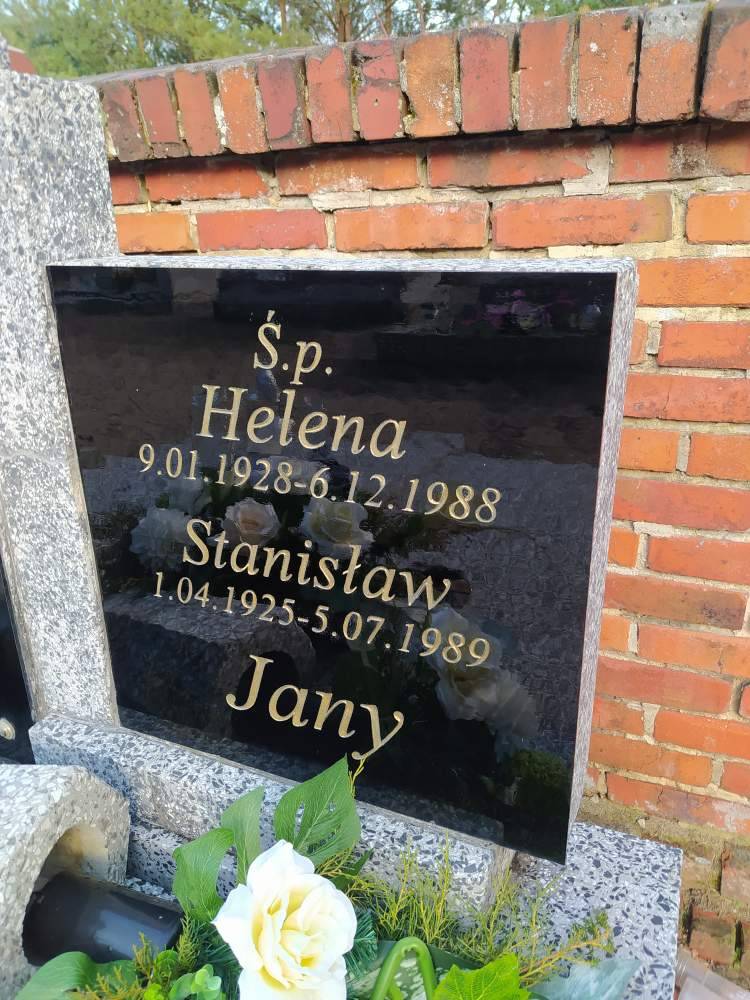 Ś.p.
Helena
9.01.1928-6.12.1988
Stanisław
1.04.1925-5.07.1989
Jany